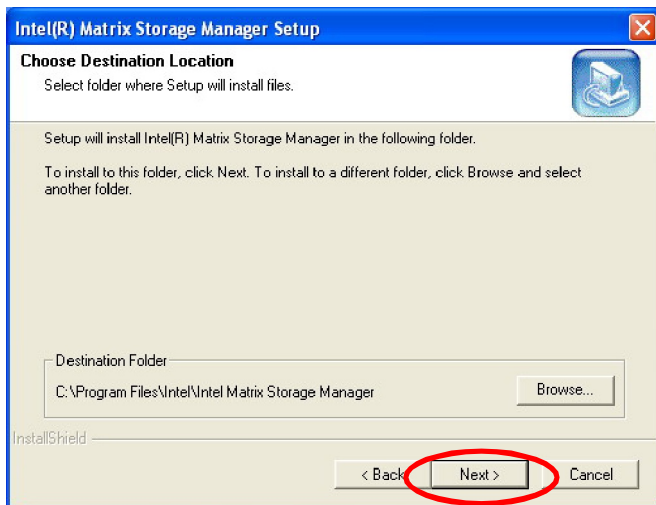 Intel(R) Matrix Storage Manager Setup
Choose Destination Location
Select folder where Setup will install files.
Setup will install Intel(R) Matrix Storage Manager in the following folder.
To install to this folder, click Next. To install to a different folder, click Browse and select
another folder.
Destination Folder
C:\Program Files\Intel\Intel Matrix Storage Manager
Browse...
InstallShield
< Back
Next >
Cancel